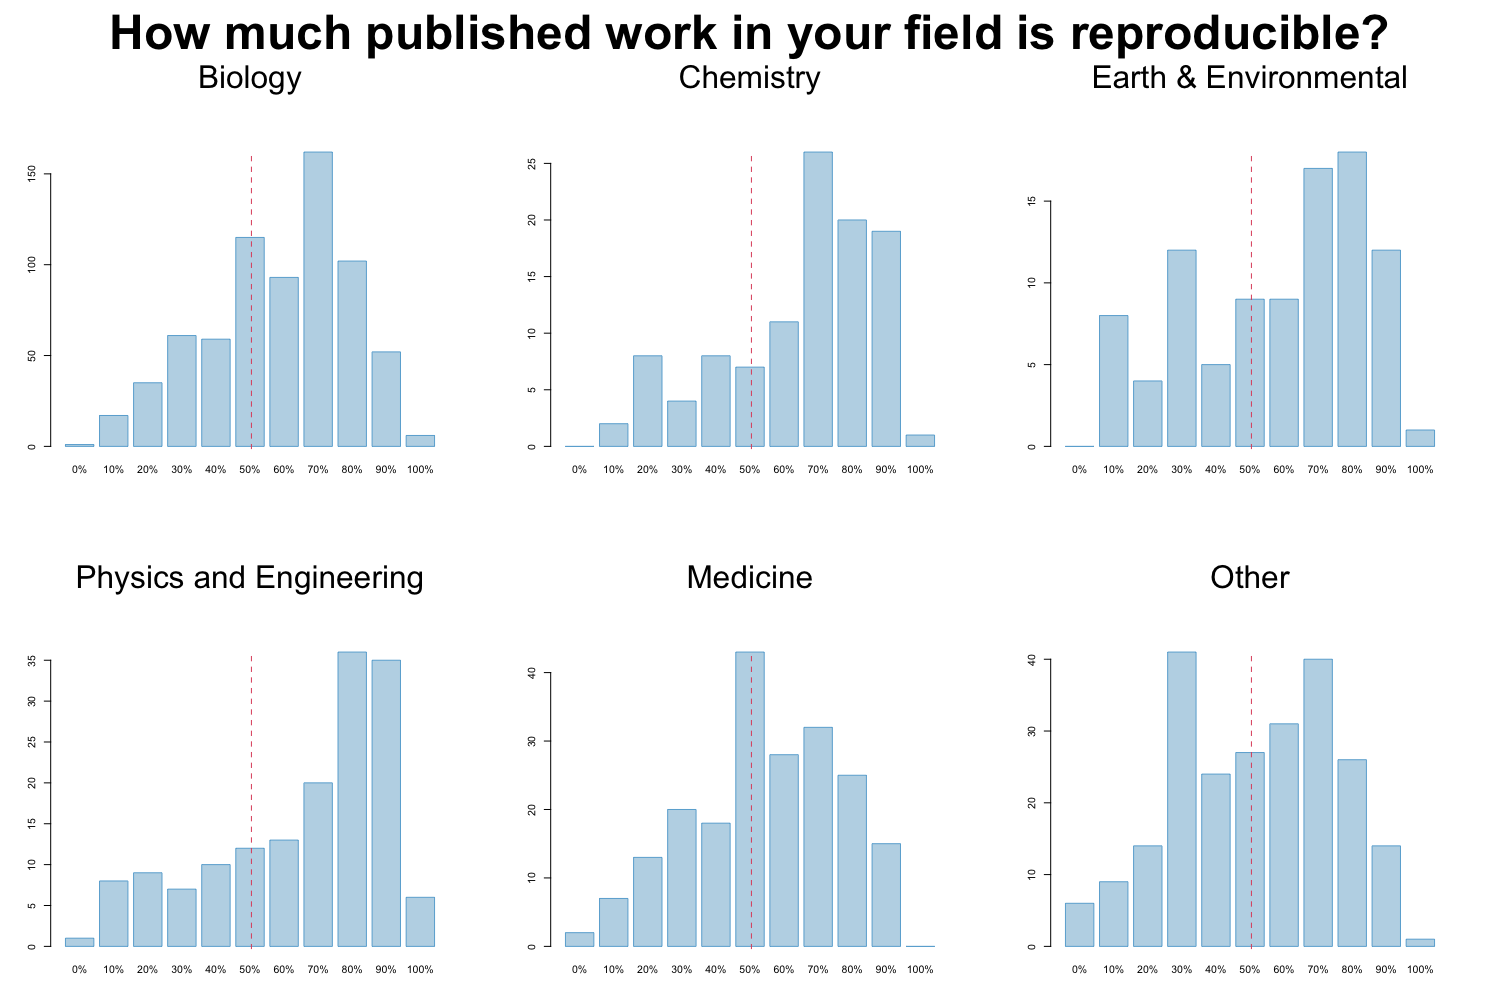 How much published work in your field is reproducible?
Biology
150
100
50
0
0% 10% 20% 30% 40% 50% 60% 70% 80% 90% 100%
Chemistry
25
20
15
10
5
0
0% 10% 20% 30% 40% 50% 60% 70% 80% 90% 100%
Earth & Environmental
15
10
5
0
0% 10% 20% 30% 40% 50% 60% 70% 80% 90% 100%
Physics and Engineering
35
30
25
20
15
10
5
0
0% 10% 20% 30% 40% 50% 60% 70% 80% 90% 100%
Medicine
40
30
20
10
0
0% 10% 20% 30% 40% 50% 60% 70% 80% 90% 100%
Other
40
30
20
10
0
0% 10% 20% 30% 40% 50% 60% 70% 80% 90% 100%